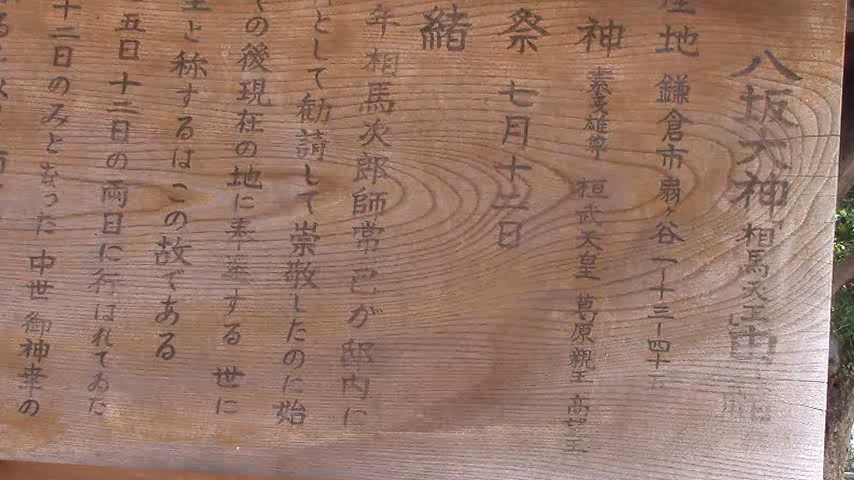 八坂大神 相馬天王
地 鎌倉市扇ヶ谷一ー十三ー四十
神 素戔雄尊 桓武天皇 葛原親王 高望王
祭 七月十二日
緒
年相馬次郎師常己が邸内に
として勧請して崇敬したのに始
の後現在の地に奉遷する 世に
と称するはこの故である
五日十二日の両日に行はれてゐた
十二日のみとなった 中世御神幸の